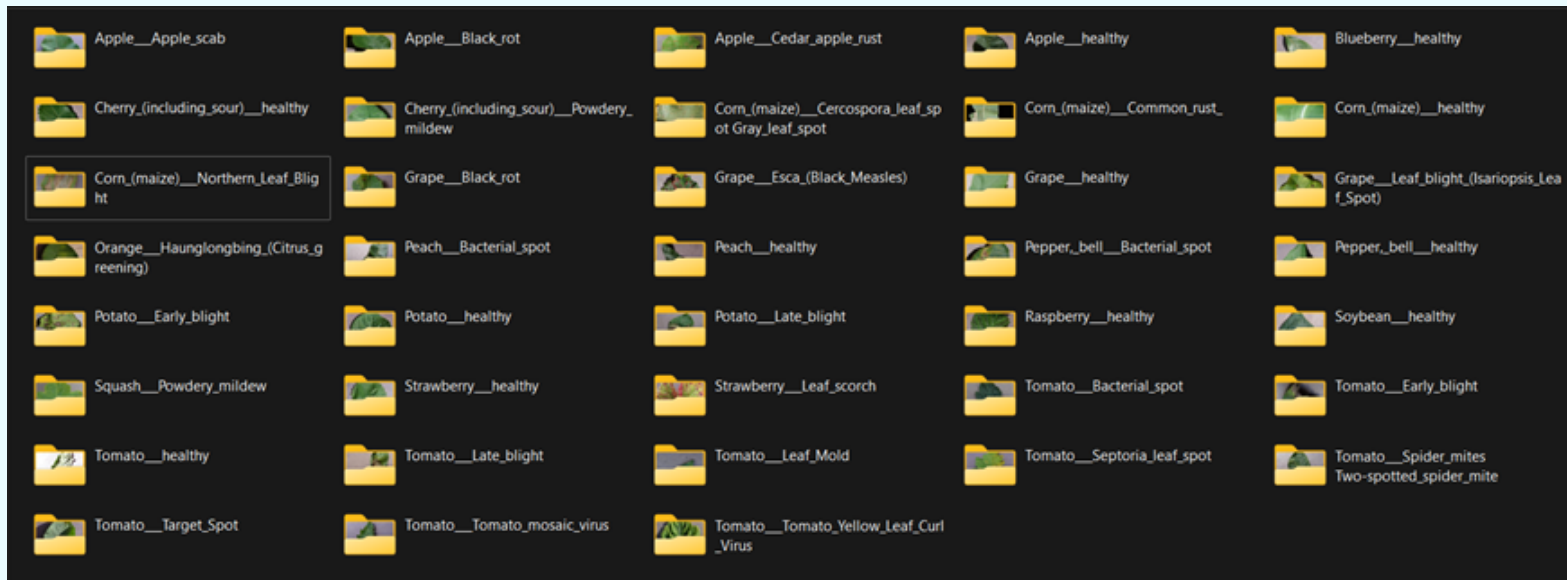 Apple___Apple_scab
Apple___Black_rot
Apple___Cedar_apple_rust
Apple___healthy
Blueberry___healthy
Cherry_(including_sour)___healthy
Cherry_(including_sour)___Powdery_
mildew
Corn_(maize)___Cercospora_leaf_sp
ot Gray_leaf_spot
Corn_(maize)___Common_rust_
Corn_(maize)___healthy
Corn_(maize)___Northern_Leaf_Blig
ht
Grape___Black_rot
Grape___Esca_(Black_Measles)
Grape___healthy
Grape___Leaf_blight_(Isariopsis_Lea
f_Spot)
Orange___Haunglongbing_(Citrus_g
reening)
Peach___Bacterial_spot
Peach___healthy
Pepper,_bell___Bacterial_spot
Pepper,_bell___healthy
Potato___Early_blight
Potato___healthy
Potato___Late_blight
Raspberry___healthy
Soybean___healthy
Squash___Powdery_mildew
Strawberry___healthy
Strawberry___Leaf_scorch
Tomato___Bacterial_spot
Tomato___Early_blight
Tomato___healthy
Tomato___Late_blight
Tomato___Leaf_Mold
Tomato___Septoria_leaf_spot
Tomato___Spider_mites
Two-spotted_spider_mite
Tomato___Target_Spot
Tomato___Tomato_mosaic_virus
Tomato___Tomato_Yellow_Leaf_Curl
_Virus